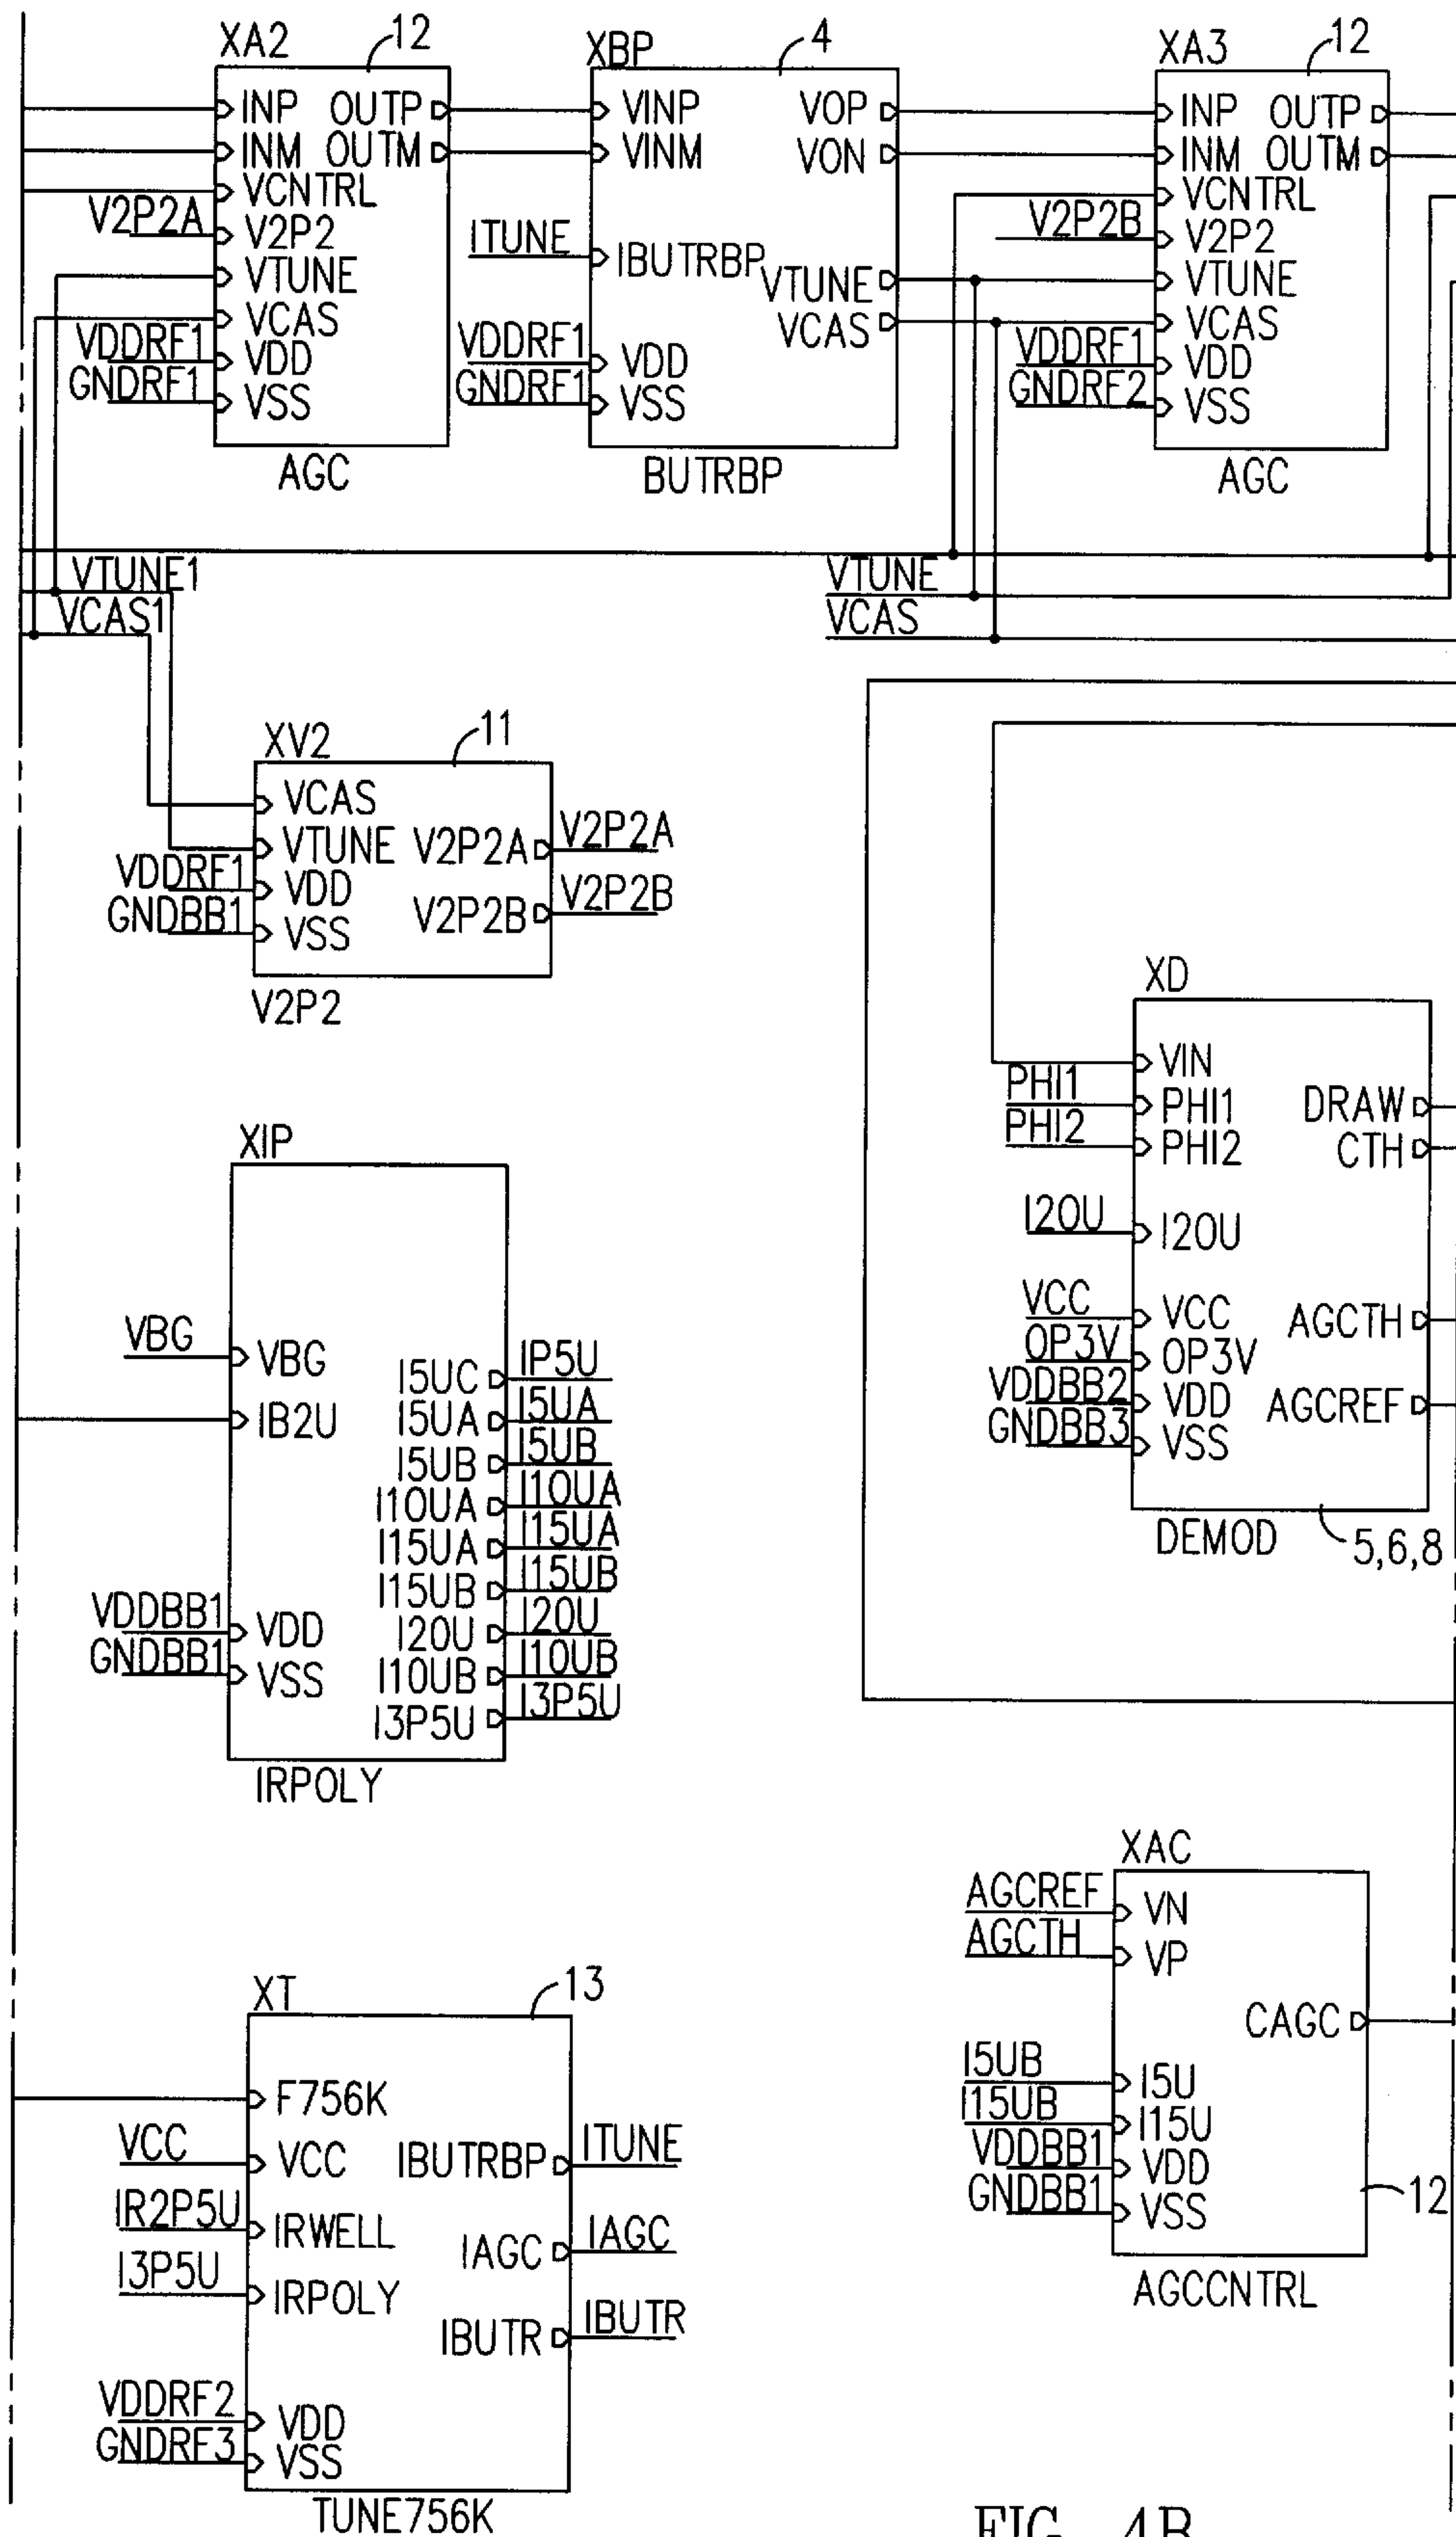 XA2
12
INP OUTP
INM OUTM
VCNTRL
V2P2A
V2P2
VTUNE
VCAS
VDDRF1
VDD
GNDRF1
VSS
AGC
XBP
4
VINP VOP
VINM VON
ITUNE
IBUTRBP
VTUNE
VCAS
VDDRF1
VDD
GNDRF1
VSS
BUTRBP
XA3
12
INP OUTP
INM OUTM
VCNTRL
V2P2B
V2P2
VTUNE
VCAS
VDDRF1
VDD
GNDRF2
VSS
AGC
VTUNE1
VCAS1
VTUNE
VCAS
XV2
11
VCAS
VTUNE V2P2A V2P2A
VDDRF1
VDD
GNDBB1
VSS
V2P2B V2P2B
V2P2
XD
VIN
PHI1
PHI1 DRAW
PHI2
PHI2 CTH
I20U
I20U
VCC
VCC AGCTH
OP3V
OP3V
VDDBB2
VDD AGCREF
GNDBB3
VSS
DEMOD
5,6,8
XIP
VBG
VBG
IB2U
I5UC IP5U
I5UA I5UA
I5UB I5UB
I10UA I10UA
I15UA I15UA
I15UB I15UB
I20U I20U
I10UB I10UB
I3P5U I3P5U
VDDBB1
VDD
GNDBB1
VSS
IRPOLY
XAC
AGCREF
VN
AGCTH
VP
CAGC
I5UB
I5U
I15UB
I15U
VDDBB1
VDD
GNDBB1
VSS
12
AGCCNTRL
XT
13
F756K
VCC
VCC
IBUTRBP ITUNE
IR2P5U
IRWELL
IAGC IAGC
I3P5U
IRPOLY
IBUTR IBUTR
VDDRF2
VDD
GNDRF3
VSS
TUNE756K
FIG. 4B